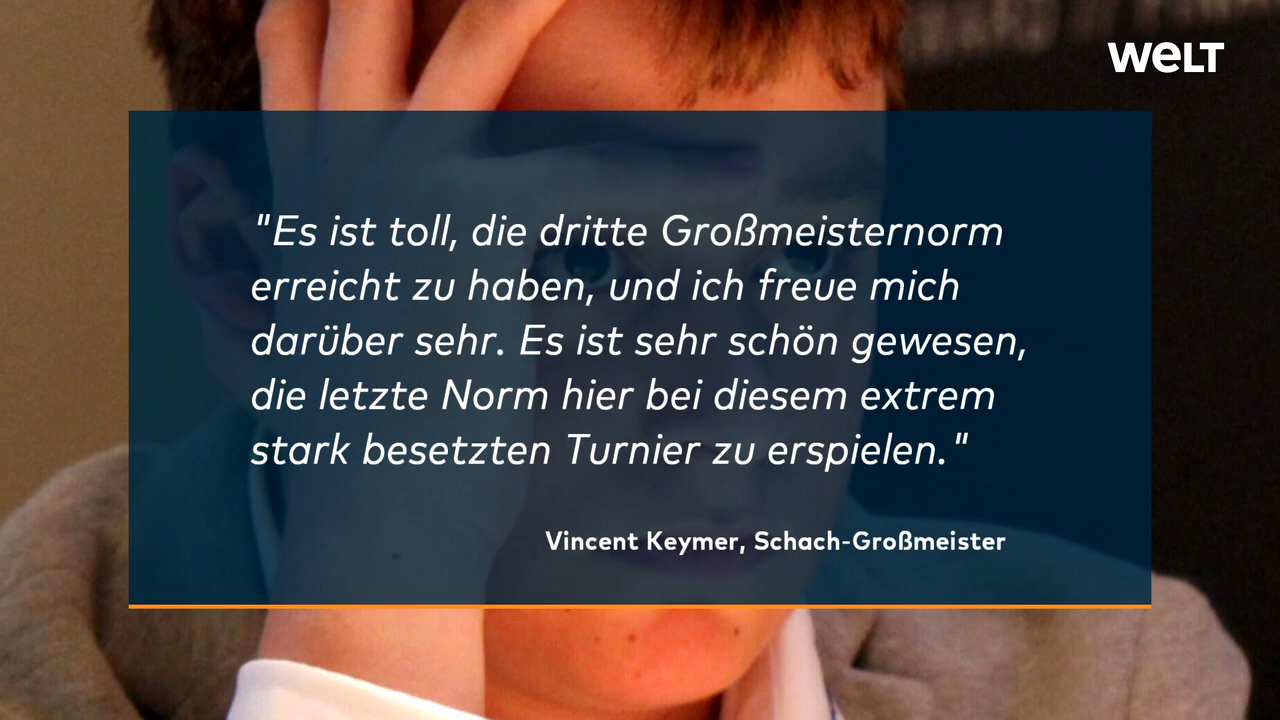 WELT
"Es ist toll, die dritte Großmeisternorm
erreicht zu haben, und ich freue mich
darüber sehr. Es ist sehr schön gewesen,
die letzte Norm hier bei diesem extrem
stark besetzten Turnier zu erspielen."
Vincent Keymer, Schach-Großmeister